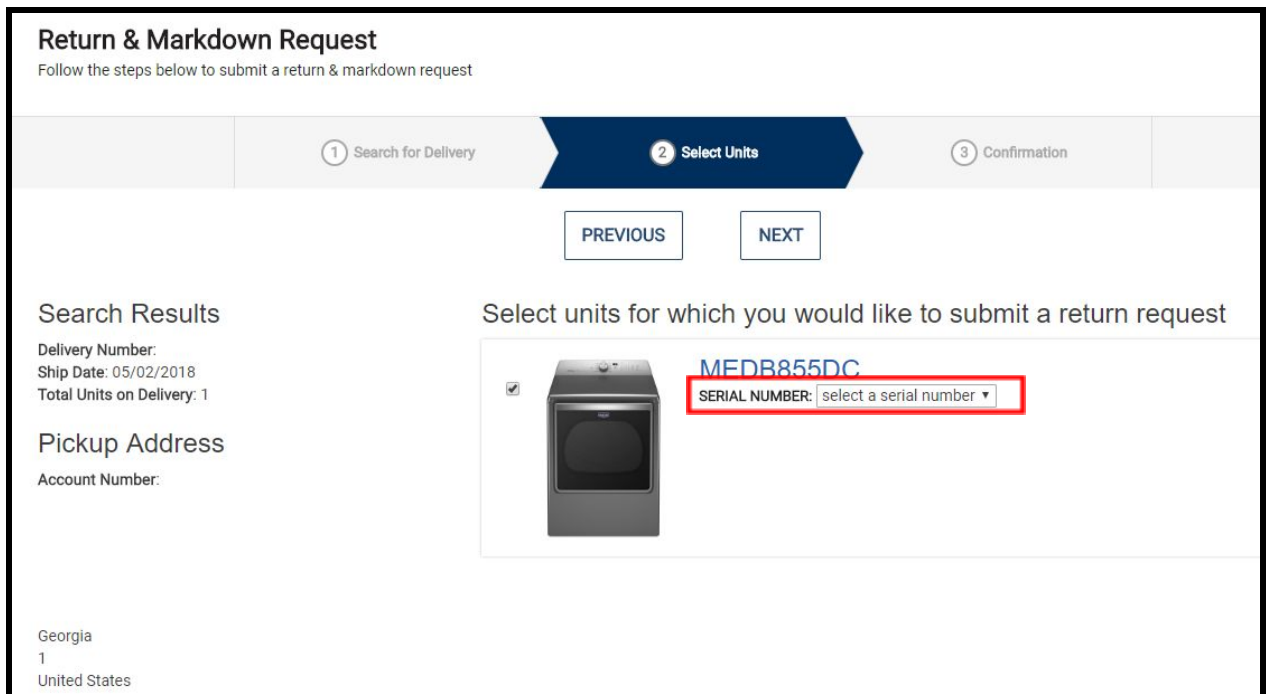 Return & Markdown Request
Follow the steps below to submit a return & markdown request
1 Search for Delivery
2 Select Units
3 Confirmation
PREVIOUS
NEXT
Search Results
Delivery Number:
Ship Date: 05/02/2018
Total Units on Delivery: 1
Pickup Address
Account Number:
Georgia
1
United States
Select units for which you would like to submit a return request
MEDB855DC
SERIAL NUMBER: select a serial number